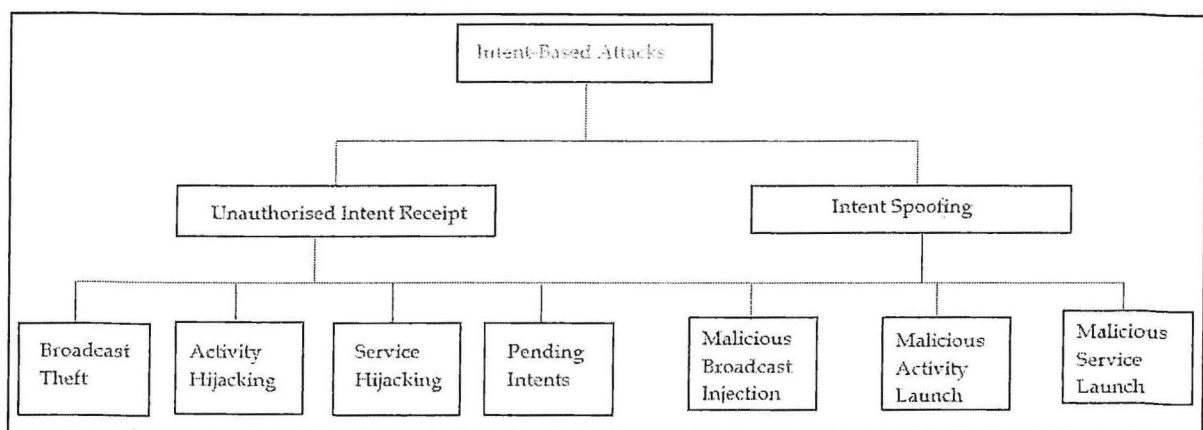 Intent-Based Attacks
Unauthorised Intent Receipt
Intent Spoofing
Broadcast
Theft
Activity
Hijacking
Service
Hijacking
Pending
Intents
Malicious
Broadcast
Injection
Malicious
Activity
Launch
Malicious
Service
Launch